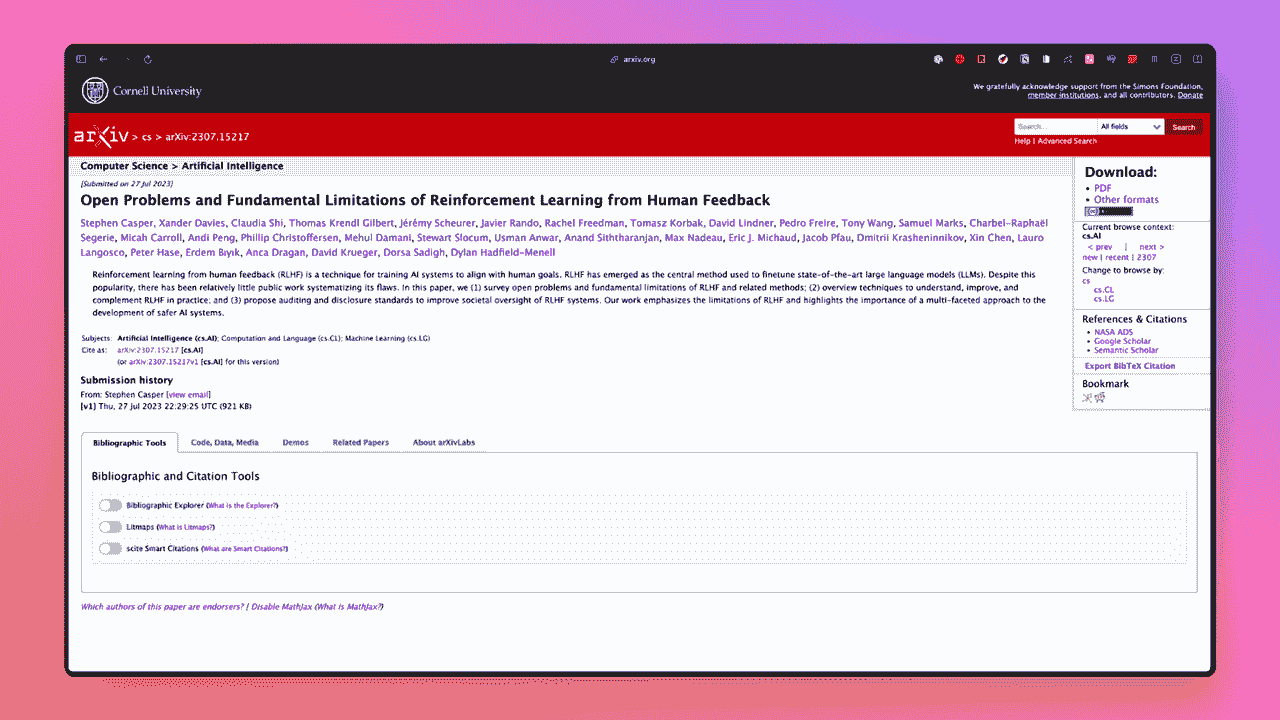 arxiv.org
Cornell University
We gratefully acknowledge support from the Simons Foundation,
member institutions, and all contributors. Donate
arXiv > cs > arXiv:2307.15217
Search...
All fields
Search
Help | Advanced Search
Computer Science > Artificial Intelligence
[Submitted on 27 Jul 2023]
Open Problems and Fundamental Limitations of Reinforcement Learning from Human Feedback
Stephen Casper, Xander Davies, Claudia Shi, Thomas Krendl Gilbert, Jérémy Scheurer, Javier Rando, Rachel Freedman, Tomasz Korbak, David Lindner, Pedro Freire, Tony Wang, Samuel Marks, Charbel-Raphaël
Segerie, Micah Carroll, Andi Peng, Phillip Christoffersen, Mehul Damani, Stewart Slocum, Usman Anwar, Anand Siththaranjan, Max Nadeau, Eric J. Michaud, Jacob Pfau, Dmitrii Krasheninnikov, Xin Chen, Lauro
Langosco, Peter Hase, Erdem Bıyık, Anca Dragan, David Krueger, Dorsa Sadigh, Dylan Hadfield-Menell
Reinforcement learning from human feedback (RLHF) is a technique for training AI systems to align with human goals. RLHF has emerged as the central method used to finetune state-of-the-art large language models (LLMs). Despite this
popularity, there has been relatively little public work systematizing its flaws. In this paper, we (1) survey open problems and fundamental limitations of RLHF and related methods; (2) overview techniques to understand, improve, and
complement RLHF in practice; and (3) propose auditing and disclosure standards to improve societal oversight of RLHF systems. Our work emphasizes the limitations of RLHF and highlights the importance of a multi-faceted approach to the
development of safer AI systems.
Subjects: Artificial Intelligence (cs.AI); Computation and Language (cs.CL); Machine Learning (cs.LG)
Cite as: arXiv:2307.15217 [cs.AI]
(or arXiv:2307.15217v1 [cs.AI] for this version)
Submission history
From: Stephen Casper [view email]
[v1] Thu, 27 Jul 2023 22:29:25 UTC (921 KB)
Download:
PDF
Other formats
Current browse context:
cs.AI
< prev | next >
new | recent | 2307
Change to browse by:
cs
cs.CL
cs.LG
References & Citations
NASA ADS
Google Scholar
Semantic Scholar
Export BibTeX Citation
Bookmark
Bibliographic Tools
Code, Data, Media
Demos
Related Papers
About arXivLabs
Bibliographic and Citation Tools
Bibliographic Explorer (What is the Explorer?)
Litmaps (What is Litmaps?)
scite Smart Citations (What are Smart Citations?)
Which authors of this paper are endorsers? | Disable MathJax (What is MathJax?)